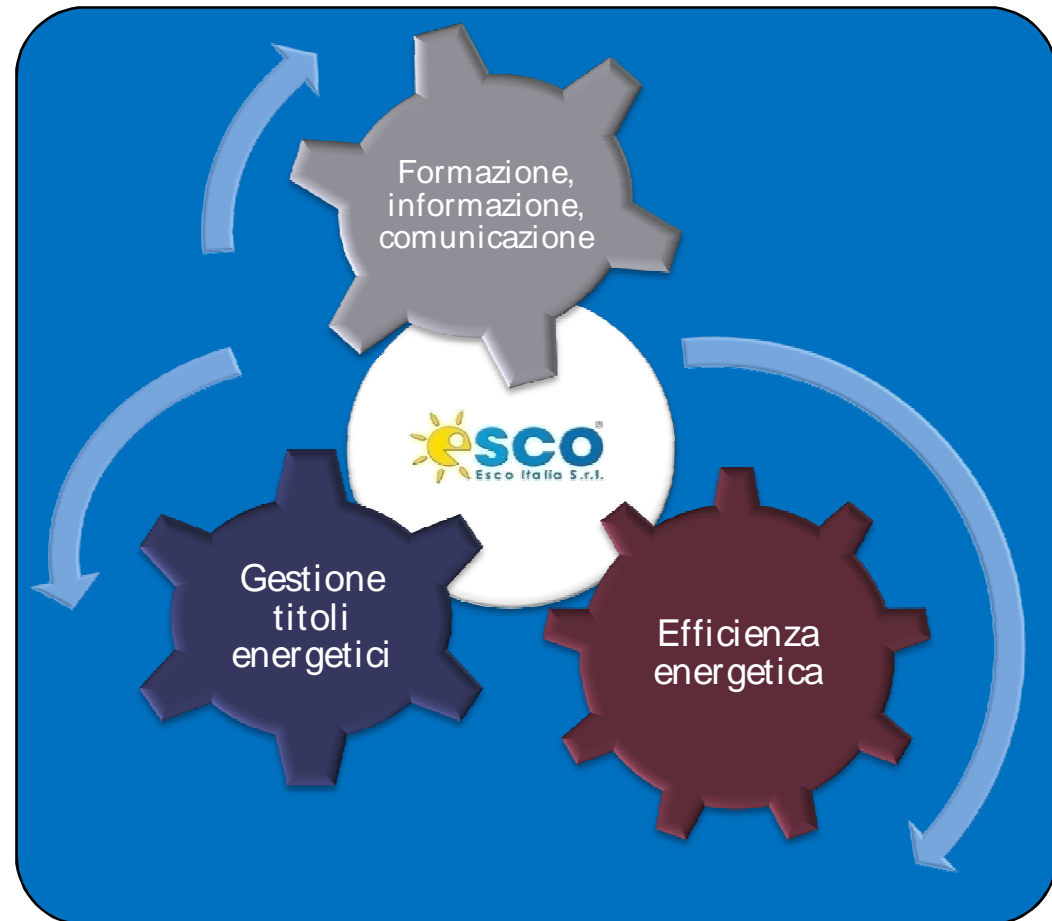 Formazione,
informazione,
comunicazione
esco®
Esco Italia S.r.l.
Gestione
titoli
energetici
Efficienza
energetica